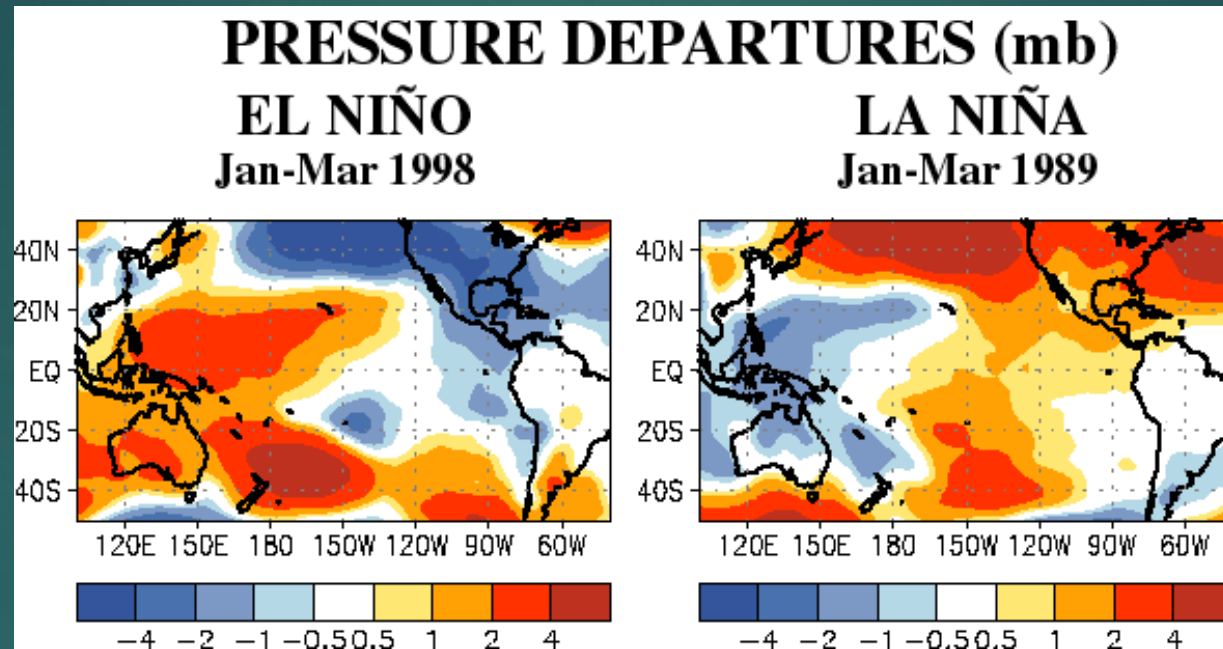 PRESSURE DEPARTURES (mb)
EL NIÑO
LA NIÑA
Jan-Mar 1998
Jan-Mar 1989
40N
20N
EQ
20S
40S
120E 150E 180 150W 120W 90W 60W
-4 -2 -1 -0.5 0.5 1 2 4
40N
20N
EQ
20S
40S
120E 150E 180 150W 120W 90W 60W
-4 -2 -1 -0.5 0.5 1 2 4